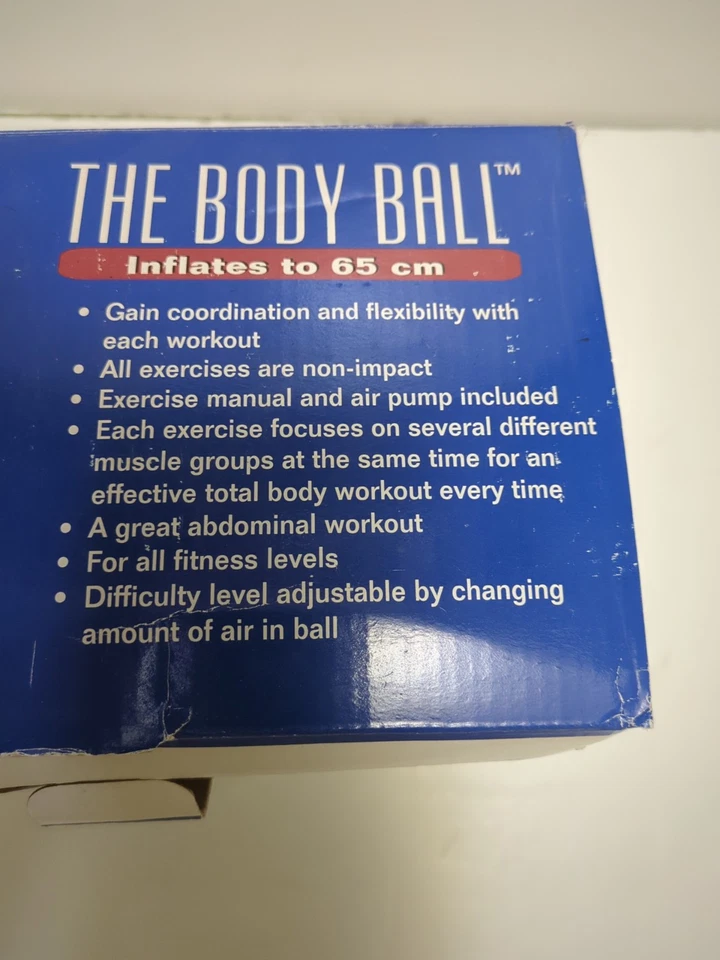 THE BODY BALL™
Inflates to 65 cm
• Gain coordination and flexibility with
each workout
• All exercises are non-impact
• Exercise manual and air pump included
• Each exercise focuses on several different
muscle groups at the same time for an
effective total body workout every time
• A great abdominal workout
• For all fitness levels
• Difficulty level adjustable by changing
amount of air in ball